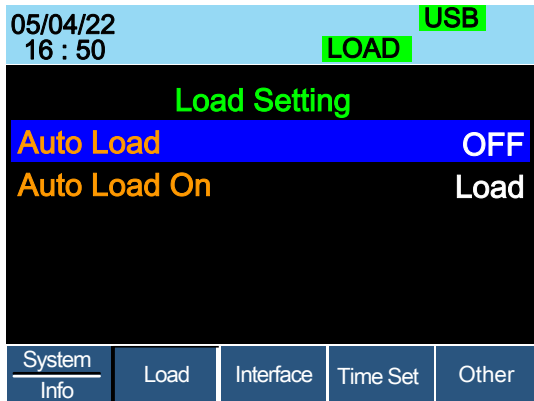 05/04/22
USB
16 : 50
LOAD
Load Setting
Auto Load OFF
Auto Load On Load
System
Info
Load
Interface
Time Set
Other